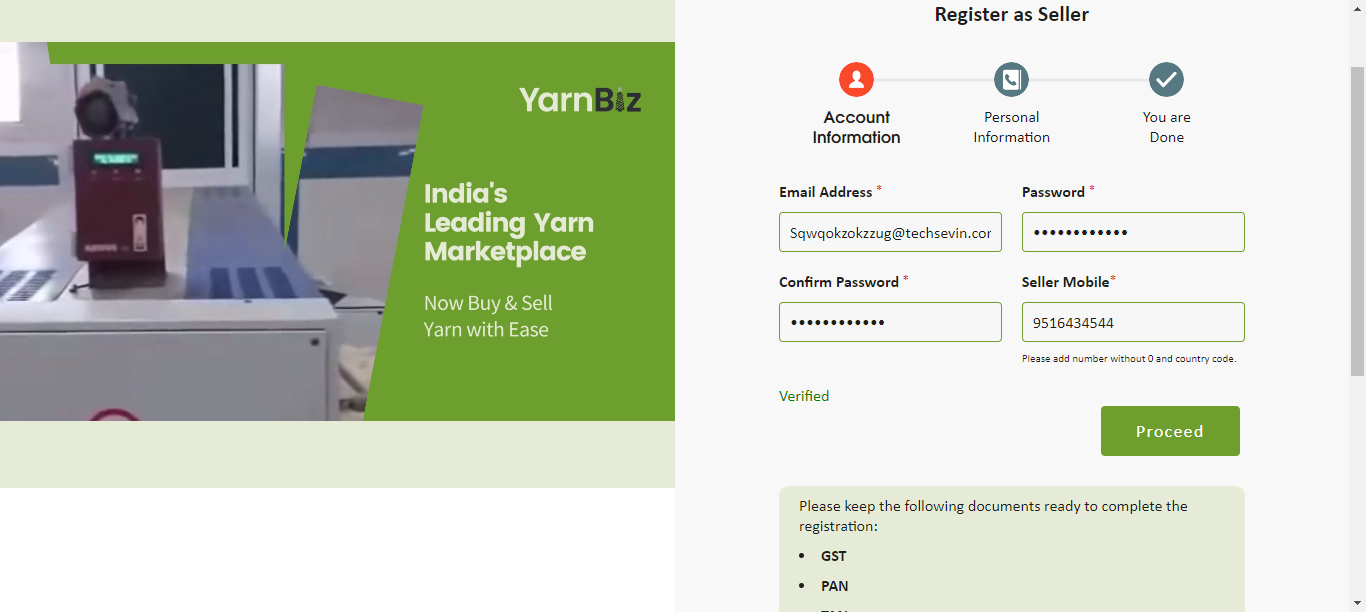 Register as Seller
YarnBiz
India's
Leading Yarn
Marketplace
Now Buy & Sell
Yarn with Ease
Account
Information
Personal
Information
You are
Done
Email Address *
Password *
Sqwqokzokzzug@techsevin.cor
••••••••••••
Confirm Password *
Seller Mobile*
••••••••••••
9516434544
Please add number without 0 and country code.
Verified
Proceed
Please keep the following documents ready to complete the
registration:
• GST
• PAN